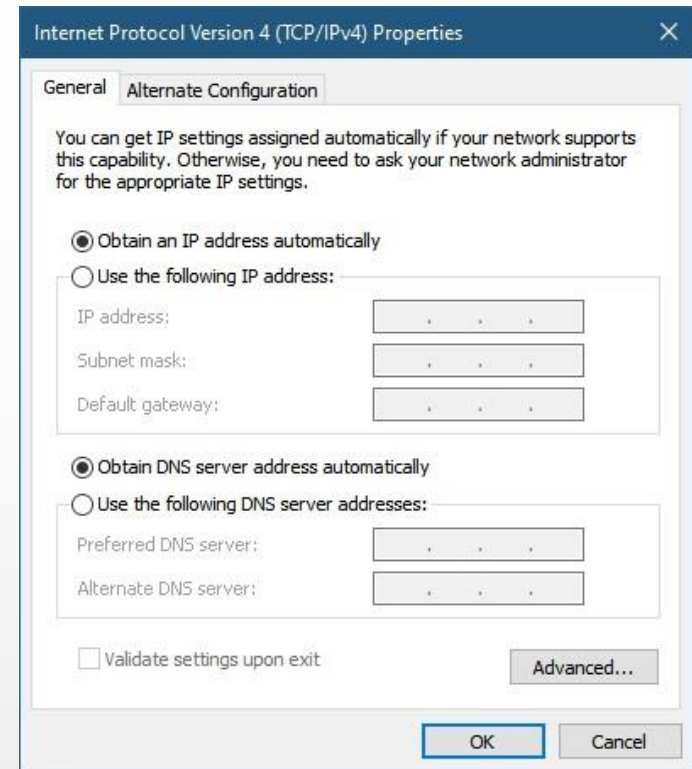 Internet Protocol Version 4 (TCP/IPv4) Properties
General
Alternate Configuration
You can get IP settings assigned automatically if your network supports
this capability. Otherwise, you need to ask your network administrator
for the appropriate IP settings.
Obtain an IP address automatically
Use the following IP address:
IP address:
Subnet mask:
Default gateway:
Obtain DNS server address automatically
Use the following DNS server addresses:
Preferred DNS server:
Alternate DNS server:
Validate settings upon exit
Advanced...
OK
Cancel